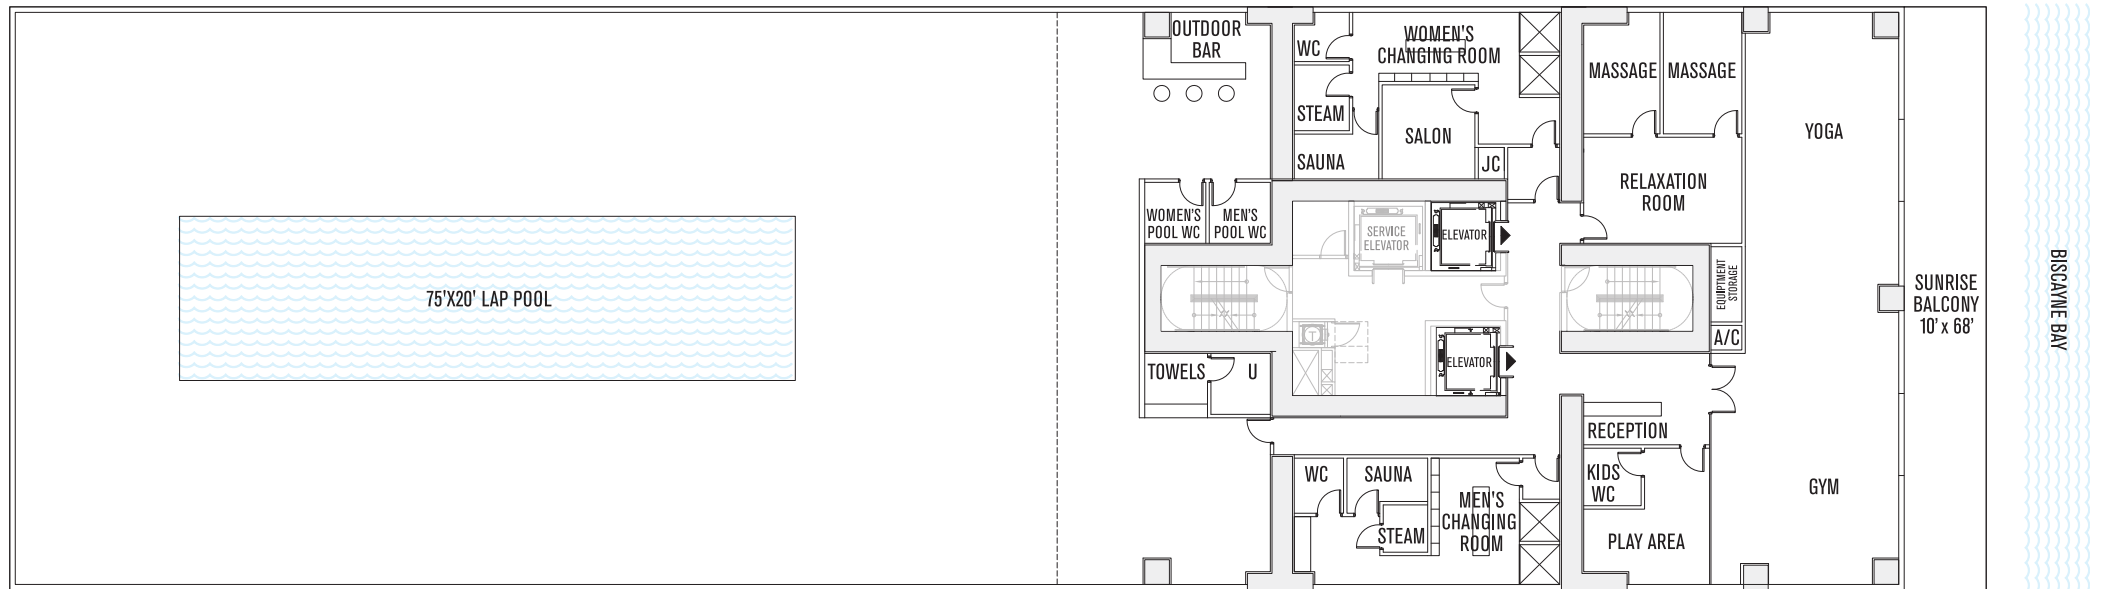 OUTDOOR
BAR
WC
WOMEN'S
CHANGING ROOM
STEAM
SALON
SAUNA
JC
MASSAGE
MASSAGE
RELAXATION
ROOM
YOGA
WOMEN'S
POOL WC
MEN'S
POOL WC
SERVICE
ELEVATOR
ELEVATOR
75'X20' LAP POOL
EQUIPTMENT
STORAGE
A/C
SUNRISE
BALCONY
10' x 68'
BISCAYNE BAY
TOWELS
U
ELEVATOR
RECEPTION
WC
SAUNA
STEAM
MEN'S
CHANGING
ROOM
KIDS
WC
PLAY AREA
GYM